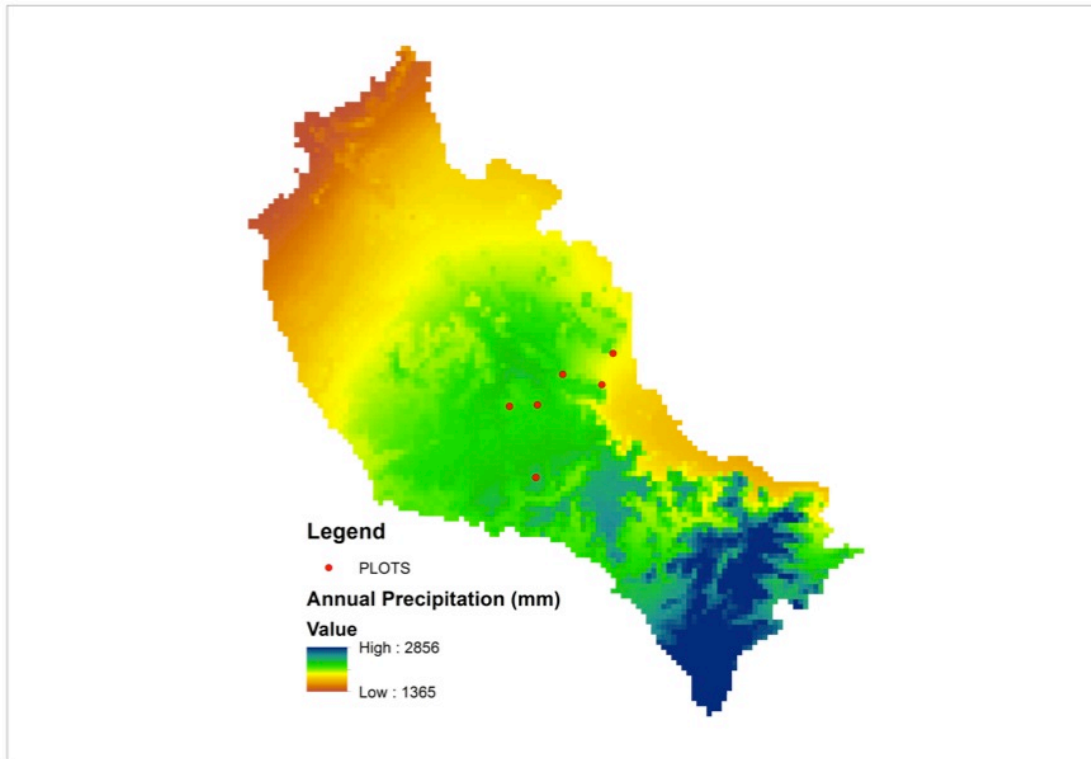 Legend
PLOTS
Annual Precipitation (mm)
Value
High : 2856
Low : 1365